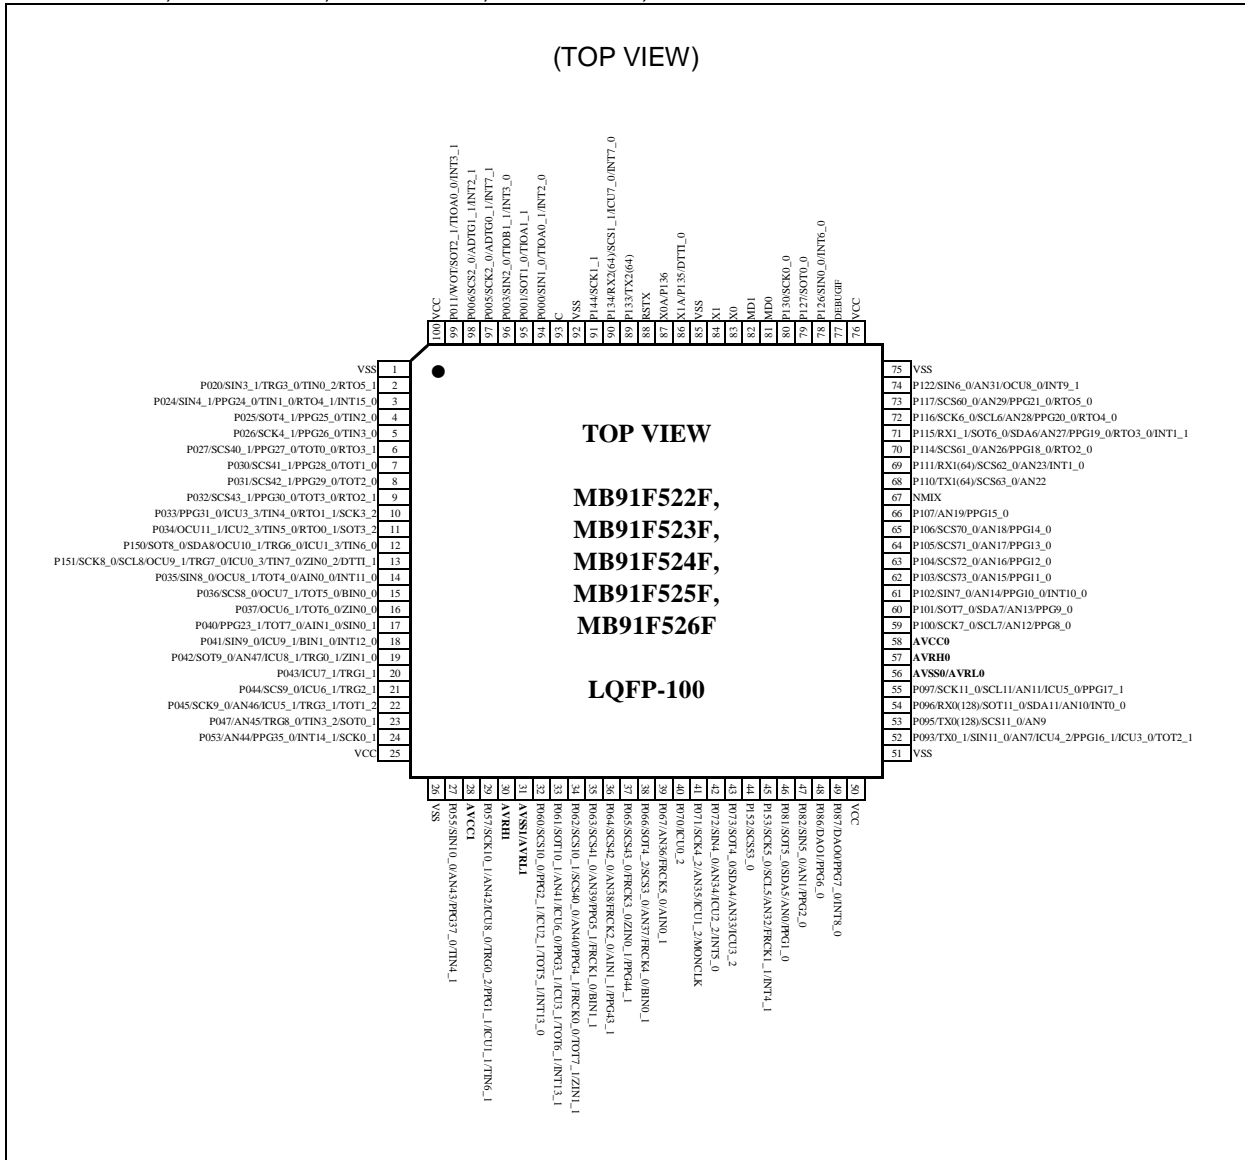 (TOP VIEW)
100 VCC
99 P011/WOT/SOT2_1/TIOA0_0/INT3_1
98 P006/SCS2_0/ADTG1_1/INT2_1
97 P005/SCK2_0/ADTG0_1/INT7_1
96 P003/SIN2_0/TIOB1_1/INT3_0
95 P001/SOT1_0/TIOA1_1
94 P000/SIN1_0/TIOA0_1/INT2_0
93 C
92 VSS
91 P144/SCK1_1
90 P134/RX2(64)/SCS1_1/ICU7_0/INT7_0
89 P133/TX2(64)
88 RSTX
87 X0A/P136
86 X1A/P135/DTTI_0
85 VSS
84 X1
83 X0
82 MD1
81 MD0
80 P130/SCK0_0
79 P127/SOT0_0
78 P126/SIN0_0/INT6_0
77 DEBUGIF
76 VCC
VSS 1
P020/SIN3_1/TRG3_0/TIN0_2/RTO5_1 2
P024/SIN4_1/PPG24_0/TIN1_0/RTO4_1/INT15_0 3
P025/SOT4_1/PPG25_0/TIN2_0 4
P026/SCK4_1/PPG26_0/TIN3_0 5
P027/SCS40_1/PPG27_0/TOT0_0/RTO3_1 6
P030/SCS41_1/PPG28_0/TOT1_0 7
P031/SCS42_1/PPG29_0/TOT2_0 8
P032/SCS43_1/PPG30_0/TOT3_0/RTO2_1 9
P033/PPG31_0/ICU3_3/TIN4_0/RTO1_1/SCK3_2 10
P034/OCU11_1/ICU2_3/TIN5_0/RTO0_1/SOT3_2 11
P150/SOT8_0/SDA8/OCU10_1/TRG6_0/ICU1_3/TIN6_0 12
P151/SCK8_0/SCL8/OCU9_1/TRG7_0/ICU0_3/TIN7_0/ZIN0_2/DTTI_1 13
P035/SIN8_0/OCU8_1/TOT4_0/AIN0_0/INT11_0 14
P036/SCS8_0/OCU7_1/TOT5_0/BIN0_0 15
P037/OCU6_1/TOT6_0/ZIN0_0 16
P040/PPG23_1/TOT7_0/AIN1_0/SIN0_1 17
P041/SIN9_0/ICU9_1/BIN1_0/INT12_0 18
P042/SOT9_0/AN47/ICU8_1/TRG0_1/ZIN1_0 19
P043/ICU7_1/TRG1_1 20
P044/SCS9_0/ICU6_1/TRG2_1 21
P045/SCK9_0/AN46/ICU5_1/TRG3_1/TOT1_2 22
P047/AN45/TRG8_0/TIN3_2/SOT0_1 23
P053/AN44/PPG35_0/INT14_1/SCK0_1 24
VCC 25
TOP VIEW
MB91F522F,
MB91F523F,
MB91F524F,
MB91F525F,
MB91F526F
LQFP-100
75 VSS
74 P122/SIN6_0/AN31/OCU8_0/INT9_1
73 P117/SCS60_0/AN29/PPG21_0/RTO5_0
72 P116/SCK6_0/SCL6/AN28/PPG20_0/RTO4_0
71 P115/RX1_1/SOT6_0/SDA6/AN27/PPG19_0/RTO3_0/INT1_1
70 P114/SCS61_0/AN26/PPG18_0/RTO2_0
69 P111/RX1(64)/SCS62_0/AN23/INT1_0
68 P110/TX1(64)/SCS63_0/AN22
67 NMIX
66 P107/AN19/PPG15_0
65 P106/SCS70_0/AN18/PPG14_0
64 P105/SCS71_0/AN17/PPG13_0
63 P104/SCS72_0/AN16/PPG12_0
62 P103/SCS73_0/AN15/PPG11_0
61 P102/SIN7_0/AN14/PPG10_0/INT10_0
60 P101/SOT7_0/SDA7/AN13/PPG9_0
59 P100/SCK7_0/SCL7/AN12/PPG8_0
58 AVCC0
57 AVRH0
56 AVSS0/AVRL0
55 P097/SCK11_0/SCL11/AN11/ICU5_0/PPG17_1
54 P096/RX0(128)/SOT11_0/SDA11/AN10/INT0_0
53 P095/TX0(128)/SCS11_0/AN9
52 P093/TX0_1/SIN11_0/AN7/ICU4_2/PPG16_1/ICU3_0/TOT2_1
51 VSS
26 VSS
27 P055/SIN10_0/AN43/PPG37_0/TIN4_1
28 AVCC1
29 P057/SCK10_1/AN42/ICU8_0/TRG0_2/PPG1_1/ICU1_1/TIN6_1
30 AVRH1
31 AVSS1/AVRL1
32 P060/SCS10_0/PPG2_1/ICU2_1/TOT5_1/INT13_0
33 P061/SOT10_1/AN41/ICU6_0/PPG3_1/ICU3_1/TOT6_1/INT13_1
34 P062/SCS10_1/SCS40_0/AN40/PPG4_1/FRCK0_0/TOT7_1/ZIN1_1
35 P063/SCS41_0/AN39/PPG5_1/FRCK1_0/BIN1_1
36 P064/SCS42_0/AN38/FRCK2_0/AIN1_1/PPG43_1
37 P065/SCS43_0/FRCK3_0/ZIN0_1/PPG44_1
38 P066/SOT4_2/SCS3_0/AN37/FRCK4_0/BIN0_1
39 P067/AN36/FRCK5_0/AIN0_1
40 P070/ICU0_2
41 P071/SCK4_2/AN35/ICU1_2/MONCLK
42 P072/SIN4_0/AN34/ICU2_2/INT5_0
43 P073/SOT4_0/SDA4/AN33/ICU3_2
44 P152/SCS53_0
45 P153/SCK5_0/SCL5/AN32/FRCK1_1/INT4_1
46 P081/SOT5_0/SDA5/AN0/PPG1_0
47 P082/SIN5_0/AN1/PPG2_0
48 P086/DAO1/PPG6_0
49 P087/DAO0/PPG7_0/INT8_0
50 VCC